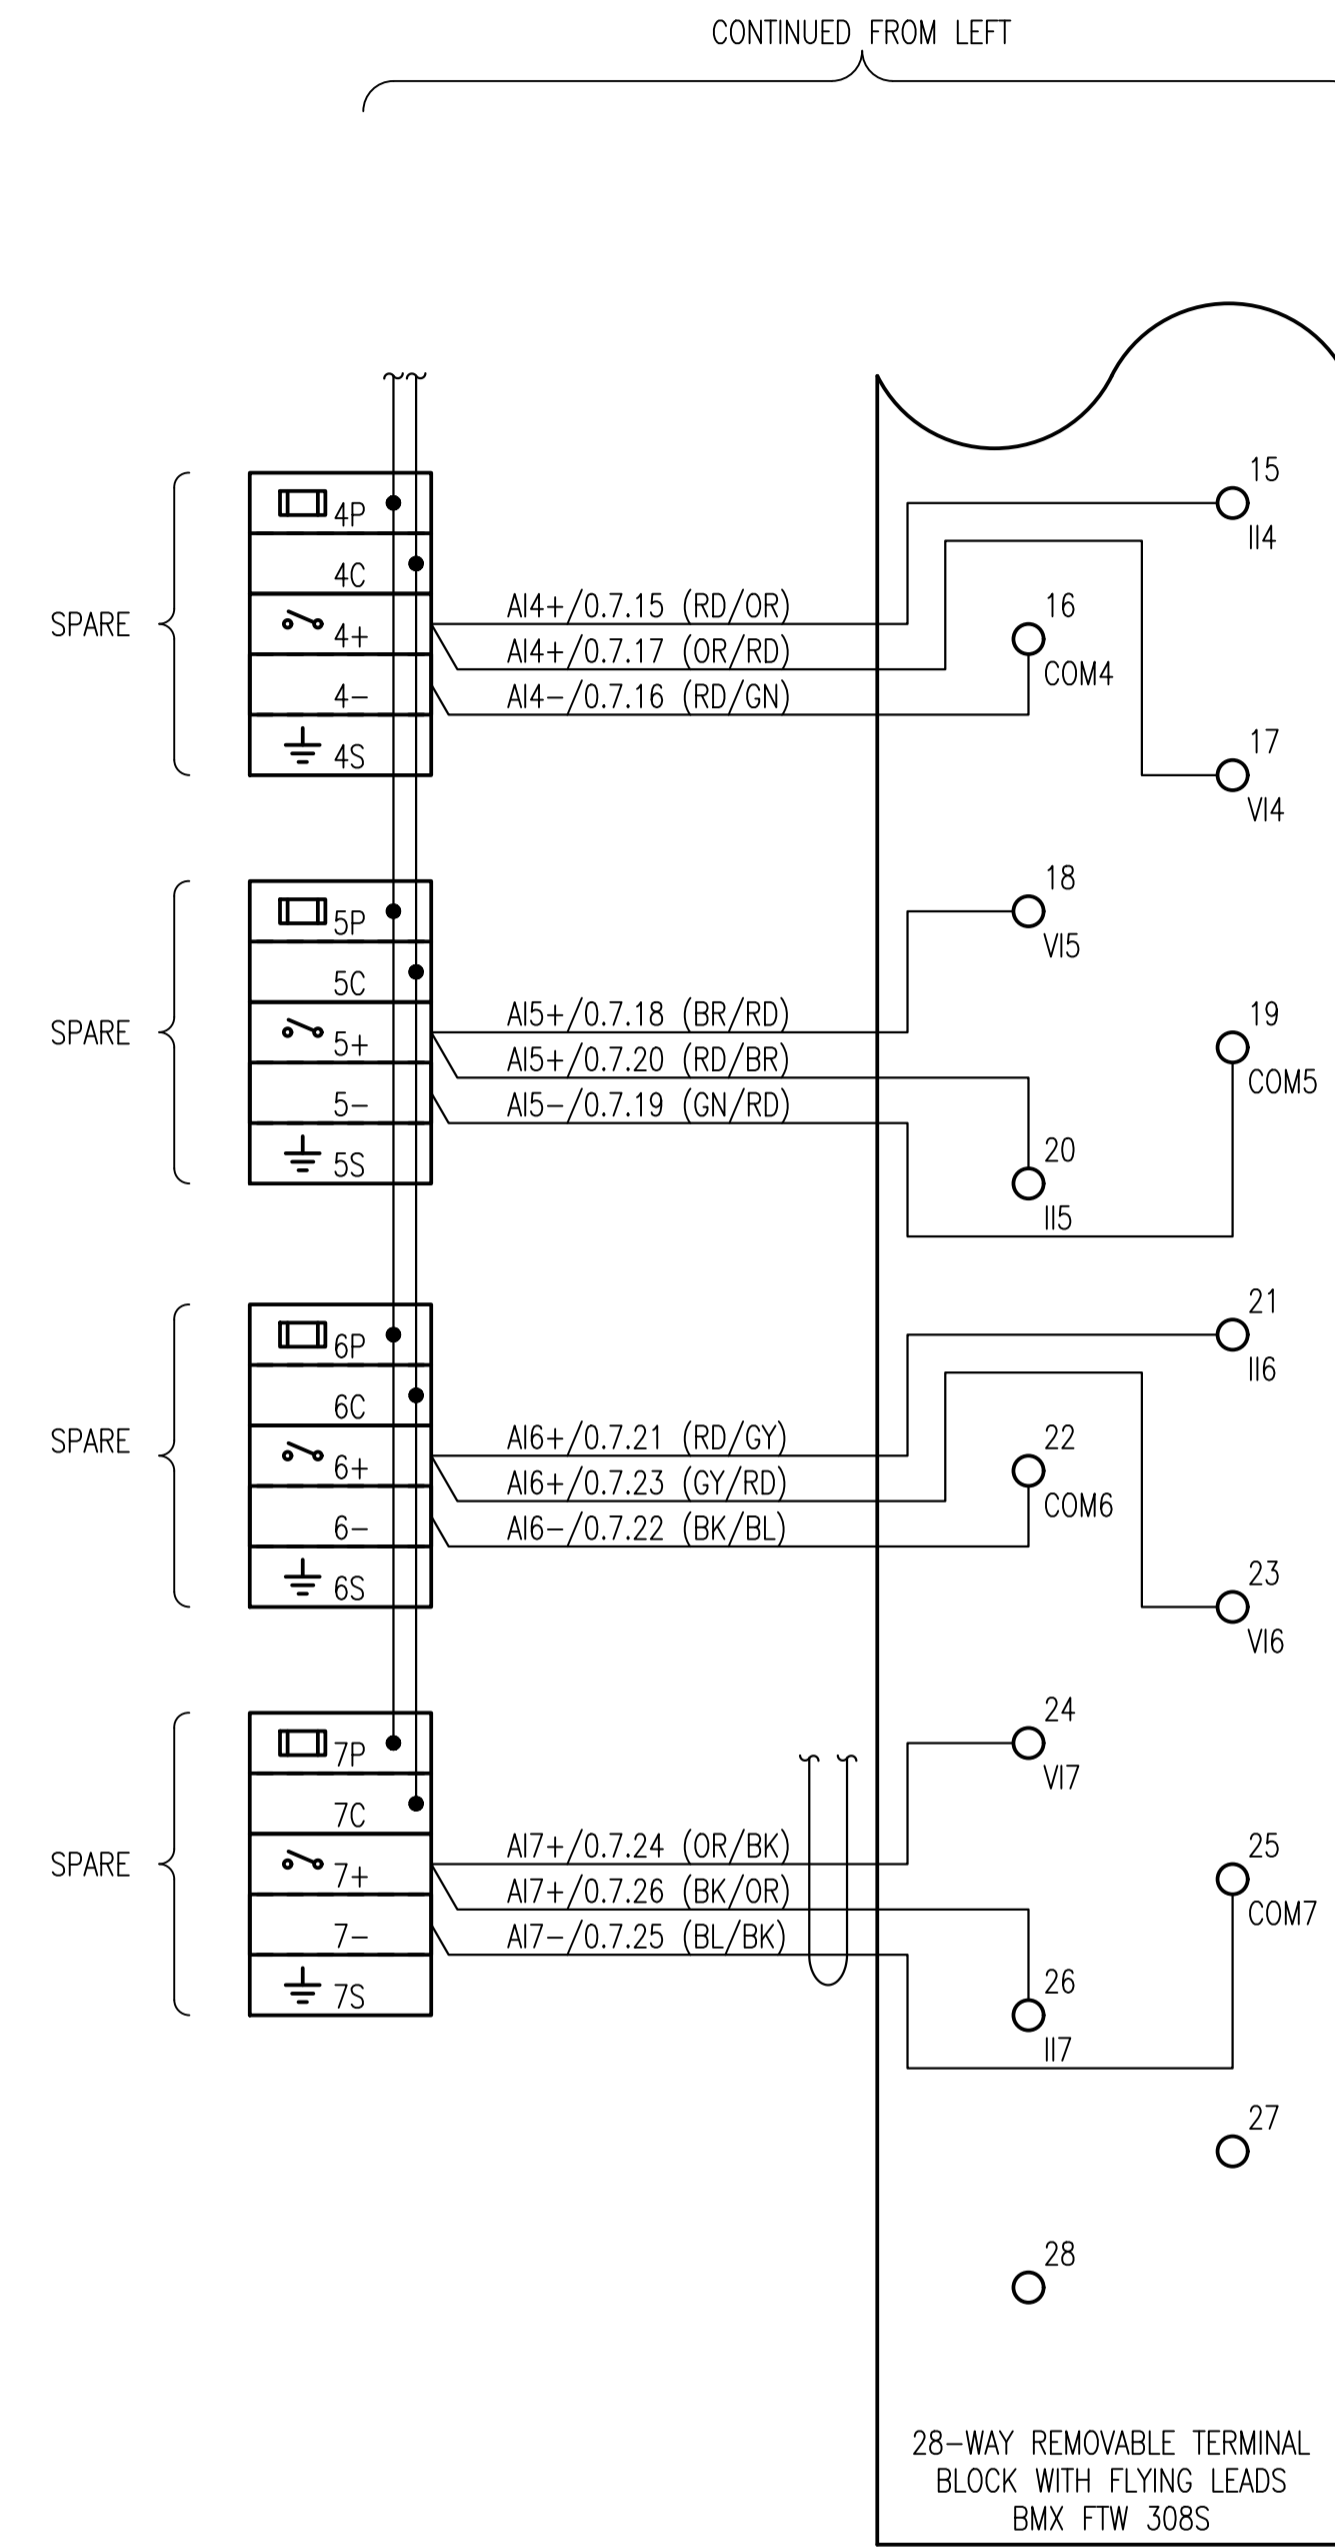 CONTINUED FROM LEFT
15
4P
II4
4C
AI4+/0.7.15 (RD/OR)
16
SPARE
4+
AI4+/0.7.17 (OR/RD)
COM4
4-
AI4-/0.7.16 (RD/GN)
17
4S
VI4
18
5P
VI5
5C
AI5+/0.7.18 (BR/RD)
19
SPARE
5+
AI5+/0.7.20 (RD/BR)
COM5
5-
AI5-/0.7.19 (GN/RD)
20
5S
II5
21
6P
II6
6C
AI6+/0.7.21 (RD/GY)
22
SPARE
6+
AI6+/0.7.23 (GY/RD)
COM6
6-
AI6-/0.7.22 (BK/BL)
23
6S
VI6
24
7P
VI7
7C
AI7+/0.7.24 (OR/BK)
25
SPARE
7+
AI7+/0.7.26 (BK/OR)
COM7
7-
AI7-/0.7.25 (BL/BK)
26
7S
II7
27
28
28-WAY REMOVABLE TERMINAL
BLOCK WITH FLYING LEADS
BMX FTW 308S